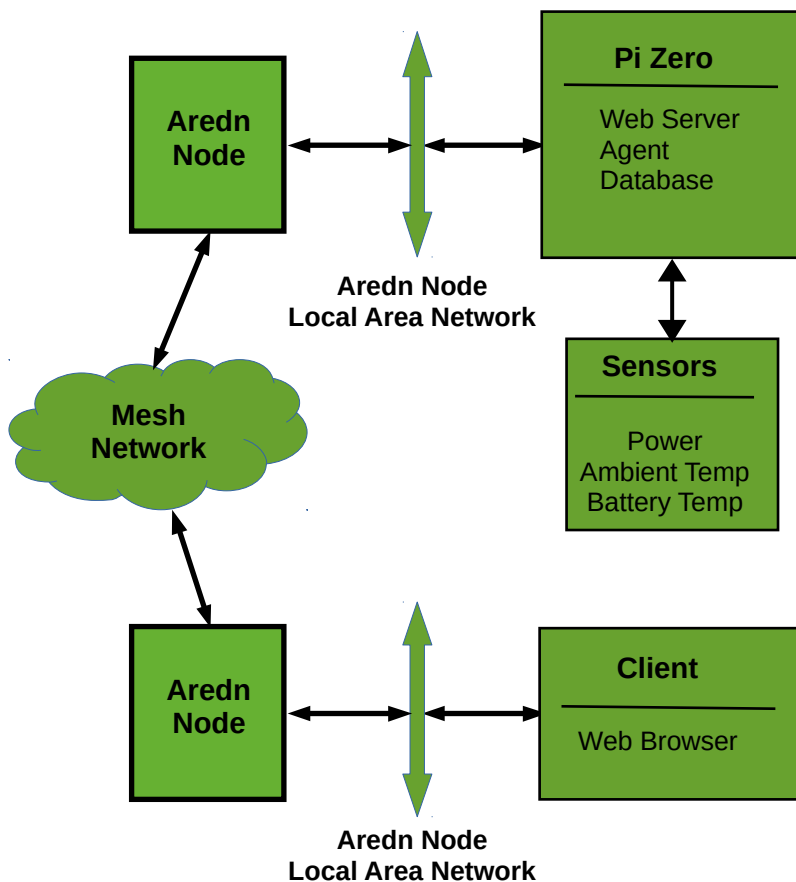 Aredn
Node
Pi Zero
Web Server
Agent
Database
Aredn Node
Local Area Network
Sensors
Power
Ambient Temp
Battery Temp
Mesh
Network
Aredn
Node
Client
Web Browser
Aredn Node
Local Area Network